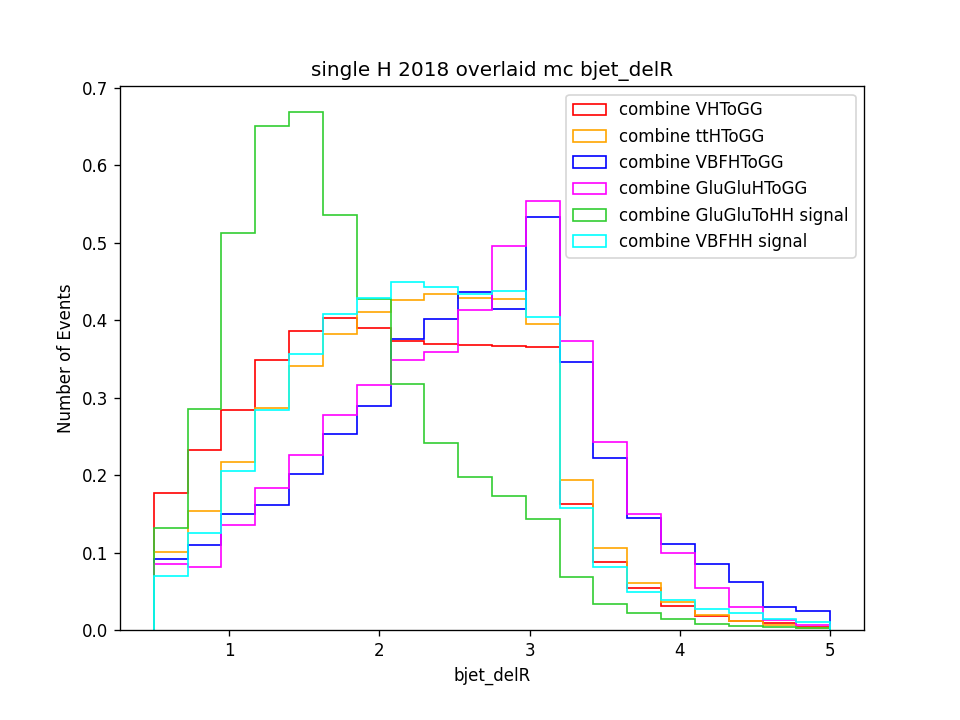 single H 2018 overlaid mc bjet_delR
0.7
0.6
0.5
0.4
0.3
0.2
0.1
0.0
Number of Events
combine VHToGG
combine ttHToGG
combine VBFHToGG
combine GluGluHToGG
combine GluGluToHH signal
combine VBFHH signal
1
2
3
4
5
bjet_delR